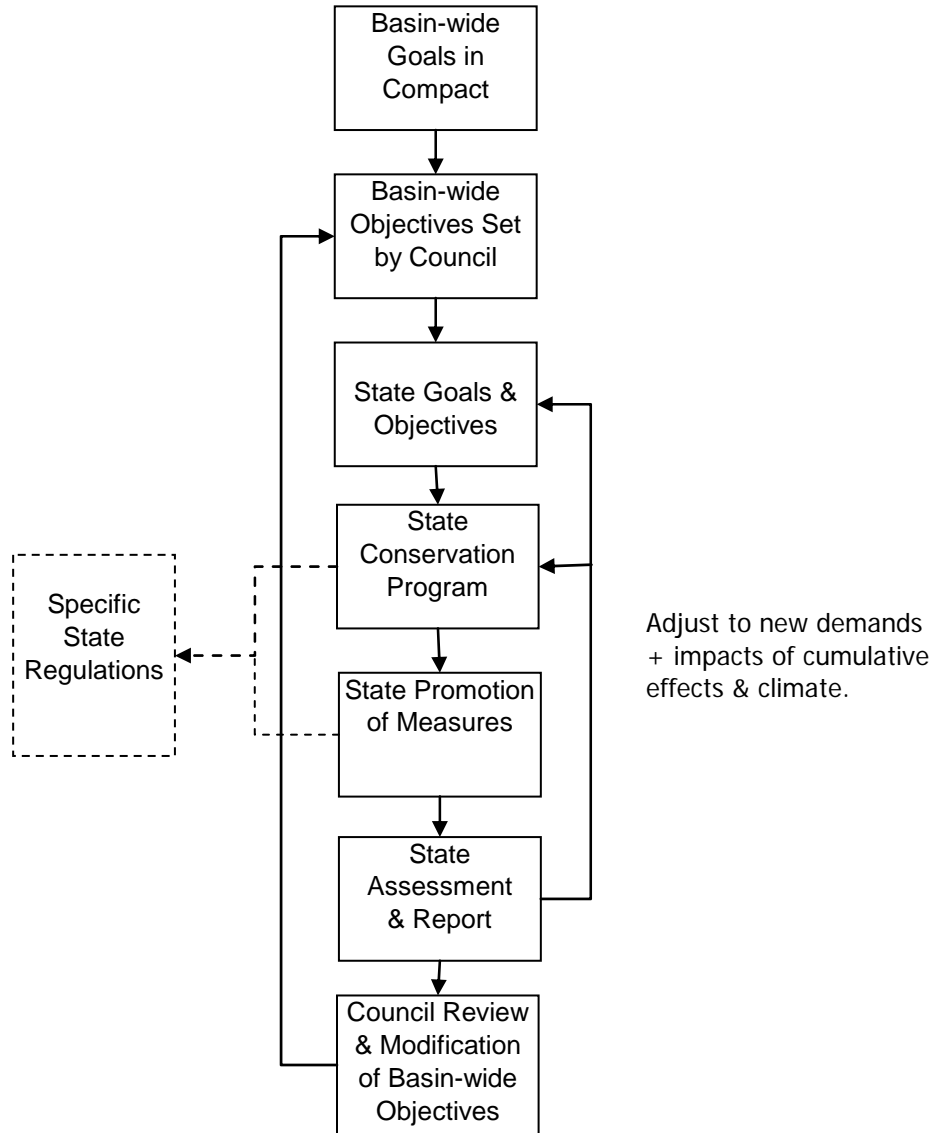 Basin-wide
Goals in
Compact
Basin-wide
Objectives Set
by Council
State Goals &
Objectives
State
Conservation
Program
Specific
State
Regulations
Adjust to new demands
+ impacts of cumulative
effects & climate.
State Promotion
of Measures
State
Assessment
& Report
Council Review
& Modification
of Basin-wide
Objectives